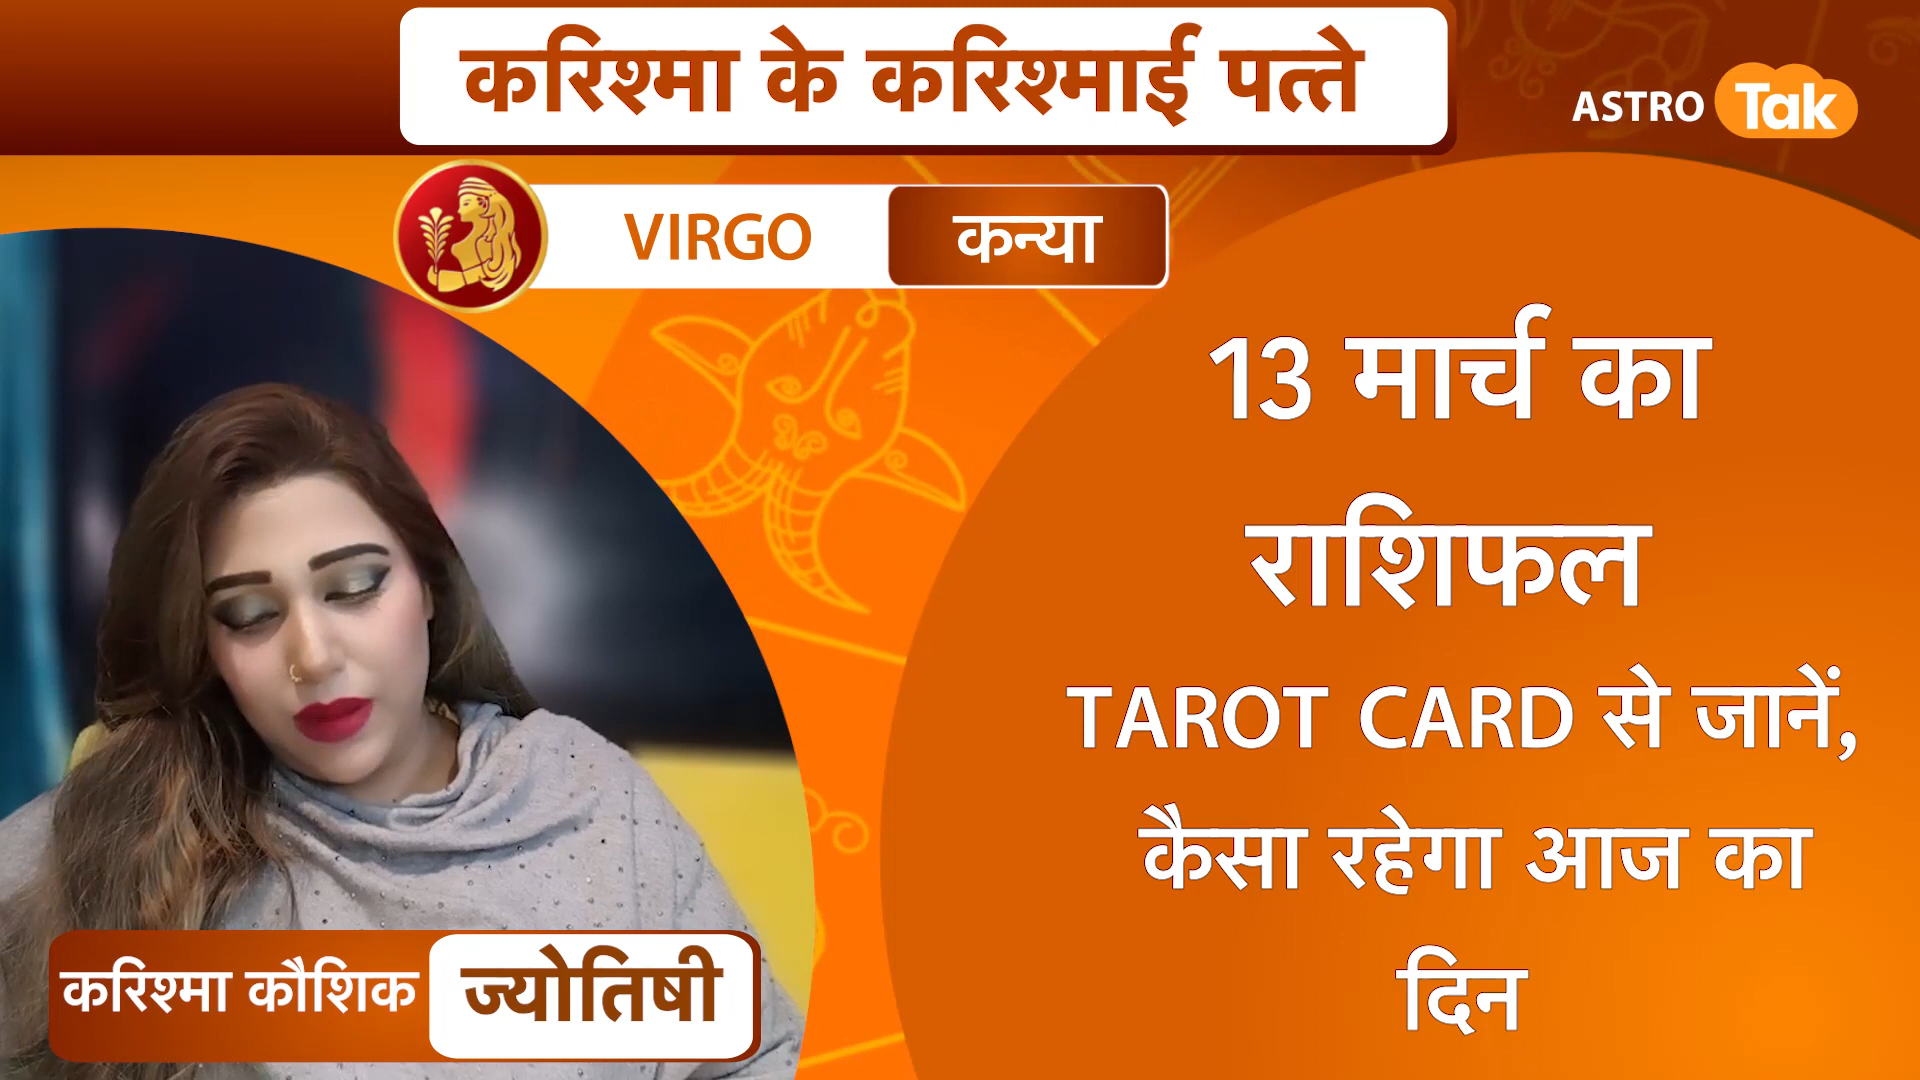 करिश्मा के करिश्माई पत्ते
ASTRO Tak
VIRGO कन्या
13 मार्च का
राशिफल
TAROT CARD से जानें,
कैसा रहेगा आज का
दिन
करिश्मा कौशिक ज्योतिषी